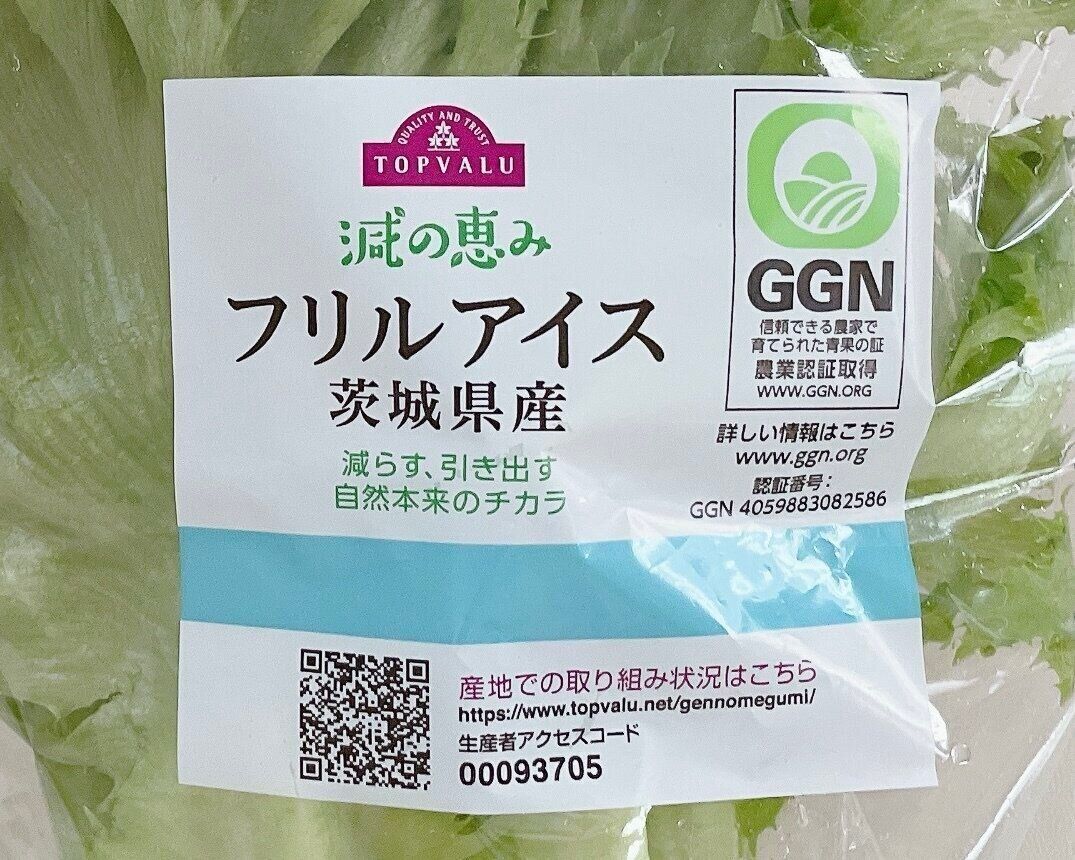 QUALITY AND TRUST
TOPVALU
減の恵み
フリルアイス
茨城県産
減らす、引き出す
自然本来のチカラ
GGN
信頼できる農家で
育てられた青果の証
農業認証取得
WWW.GGN.ORG
詳しい情報はこちら
www.ggn.org
認証番号:
GGN 4059883082586
産地での取り組み状況はこちら
https://www.topvalu.net/gennomegumi/
生産者アクセスコード
00093705